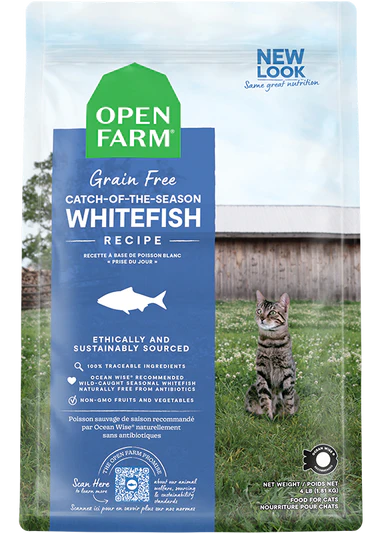 NEW
LOOK
Same great nutrition
OPEN
FARM®
Grain Free
CATCH-OF-THE-SEASON
WHITEFISH
RECIPE
RECETTE À BASE DE POISSON BLANC
« PRISE DU JOUR »
ETHICALLY AND
SUSTAINABLY SOURCED
100% TRACEABLE INGREDIENTS
OCEAN WISE® RECOMMENDED
WILD-CAUGHT SEASONAL WHITEFISH
NATURALLY FREE FROM ANTIBIOTICS
NON-GMO FRUITS AND VEGETABLES
Poisson sauvage de saison recommandé
par Ocean Wise® naturellement
sans antibiotiques
THE OPEN FARM PROMISE
Scan Here
to learn more
about our animal
welfare, sourcing
& sustainability
standards
Scannez ici pour en savoir plus sur nos normes
OCEAN WISE
NET WEIGHT / POIDS NET
4 LB (1.81 KG)
FOOD FOR CATS
NOURRITURE POUR CHATS